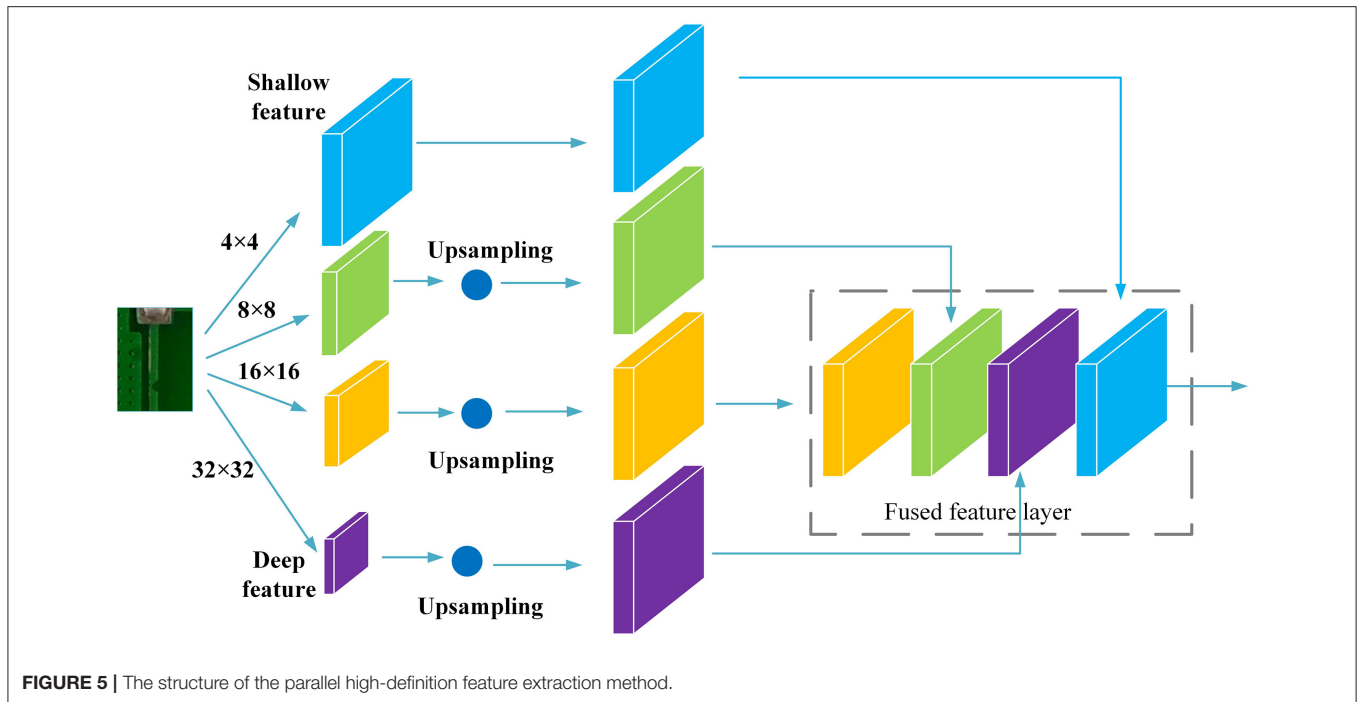 Shallow
feature
4×4
Upsampling
8×8
16×16
Upsampling
32×32
Fused feature layer
Deep
feature
Upsampling
FIGURE 5 | The structure of the parallel high-definition feature extraction method.